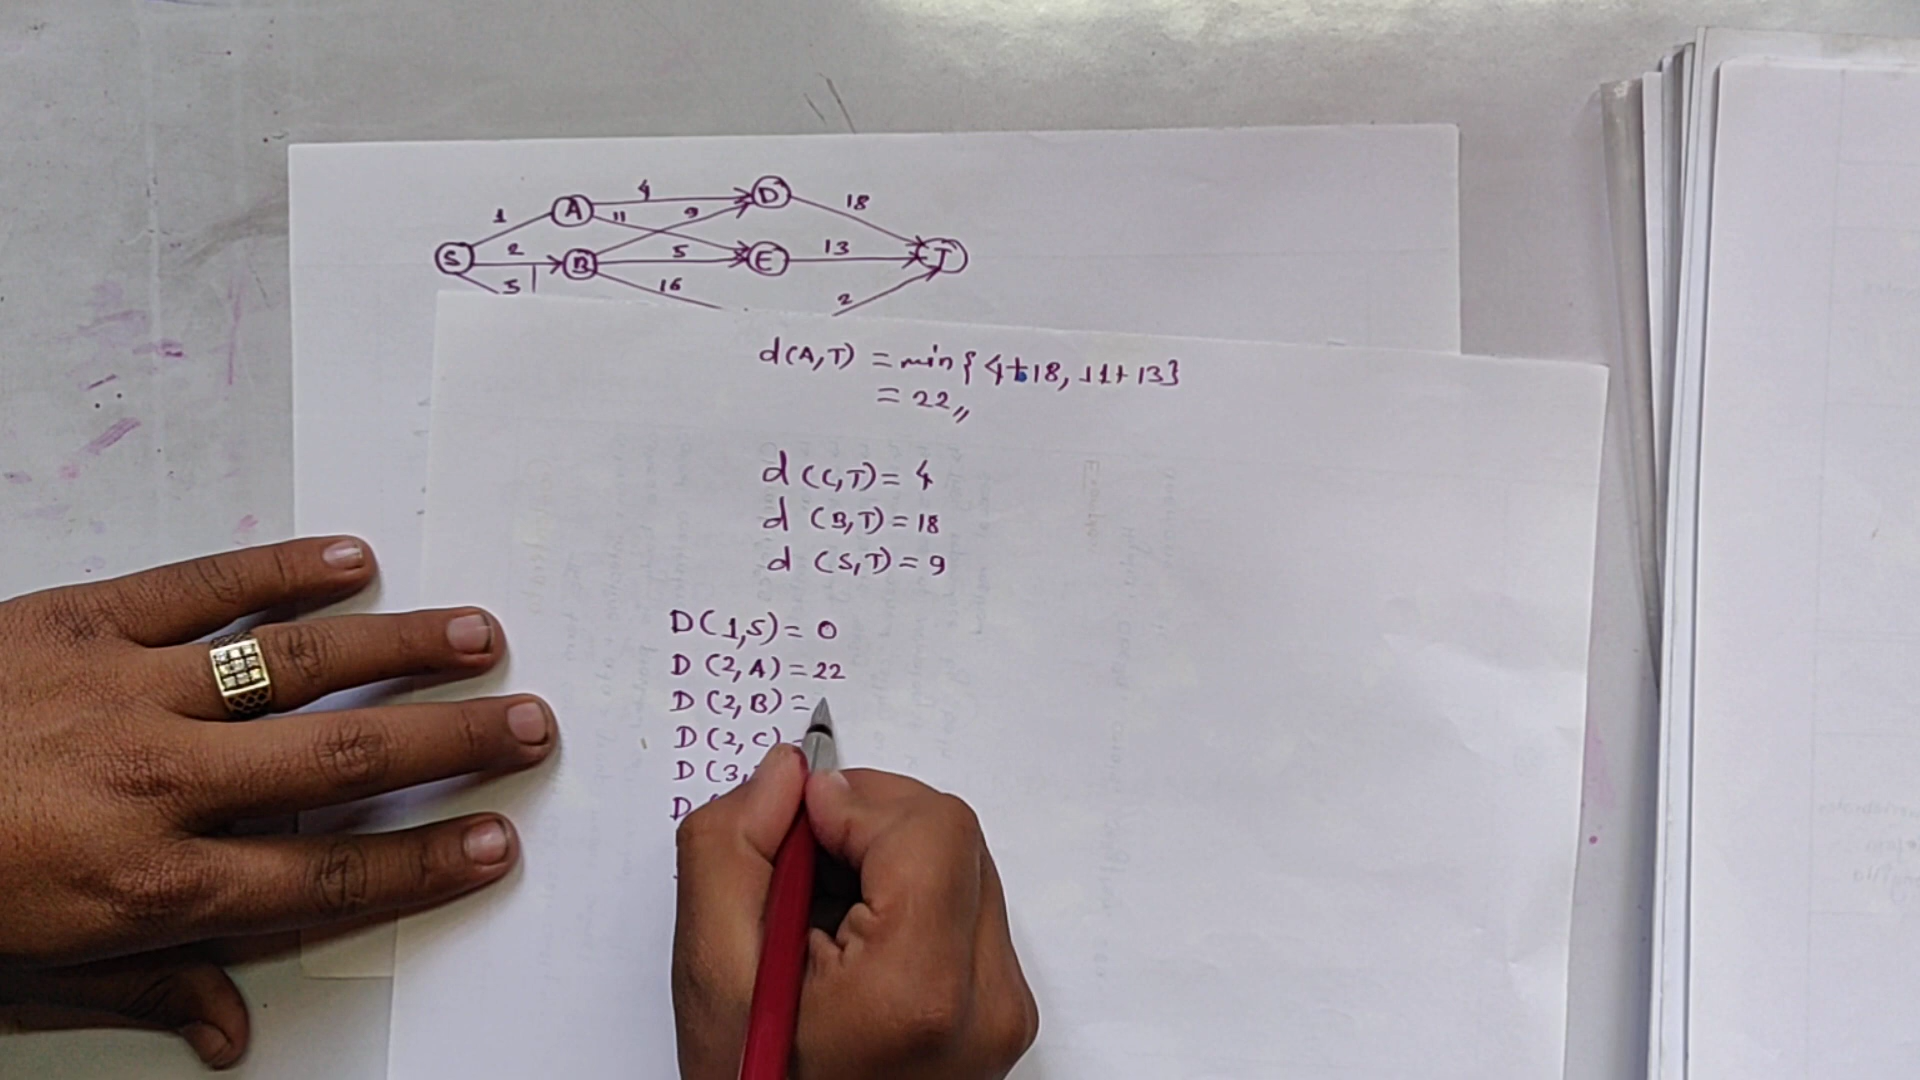 4 D 18
1 A 11 9
S 2 B 5 E 13 T
5 16 2
d(A,T) = min{4+18, 11+13}
= 22,,
d (C,T) = 4
d (B,T) = 18
d (S,T) = 9
D(1,S) = 0
D (2,A) = 22
D (2,B) =
D (2,C) -
D (3,
D (